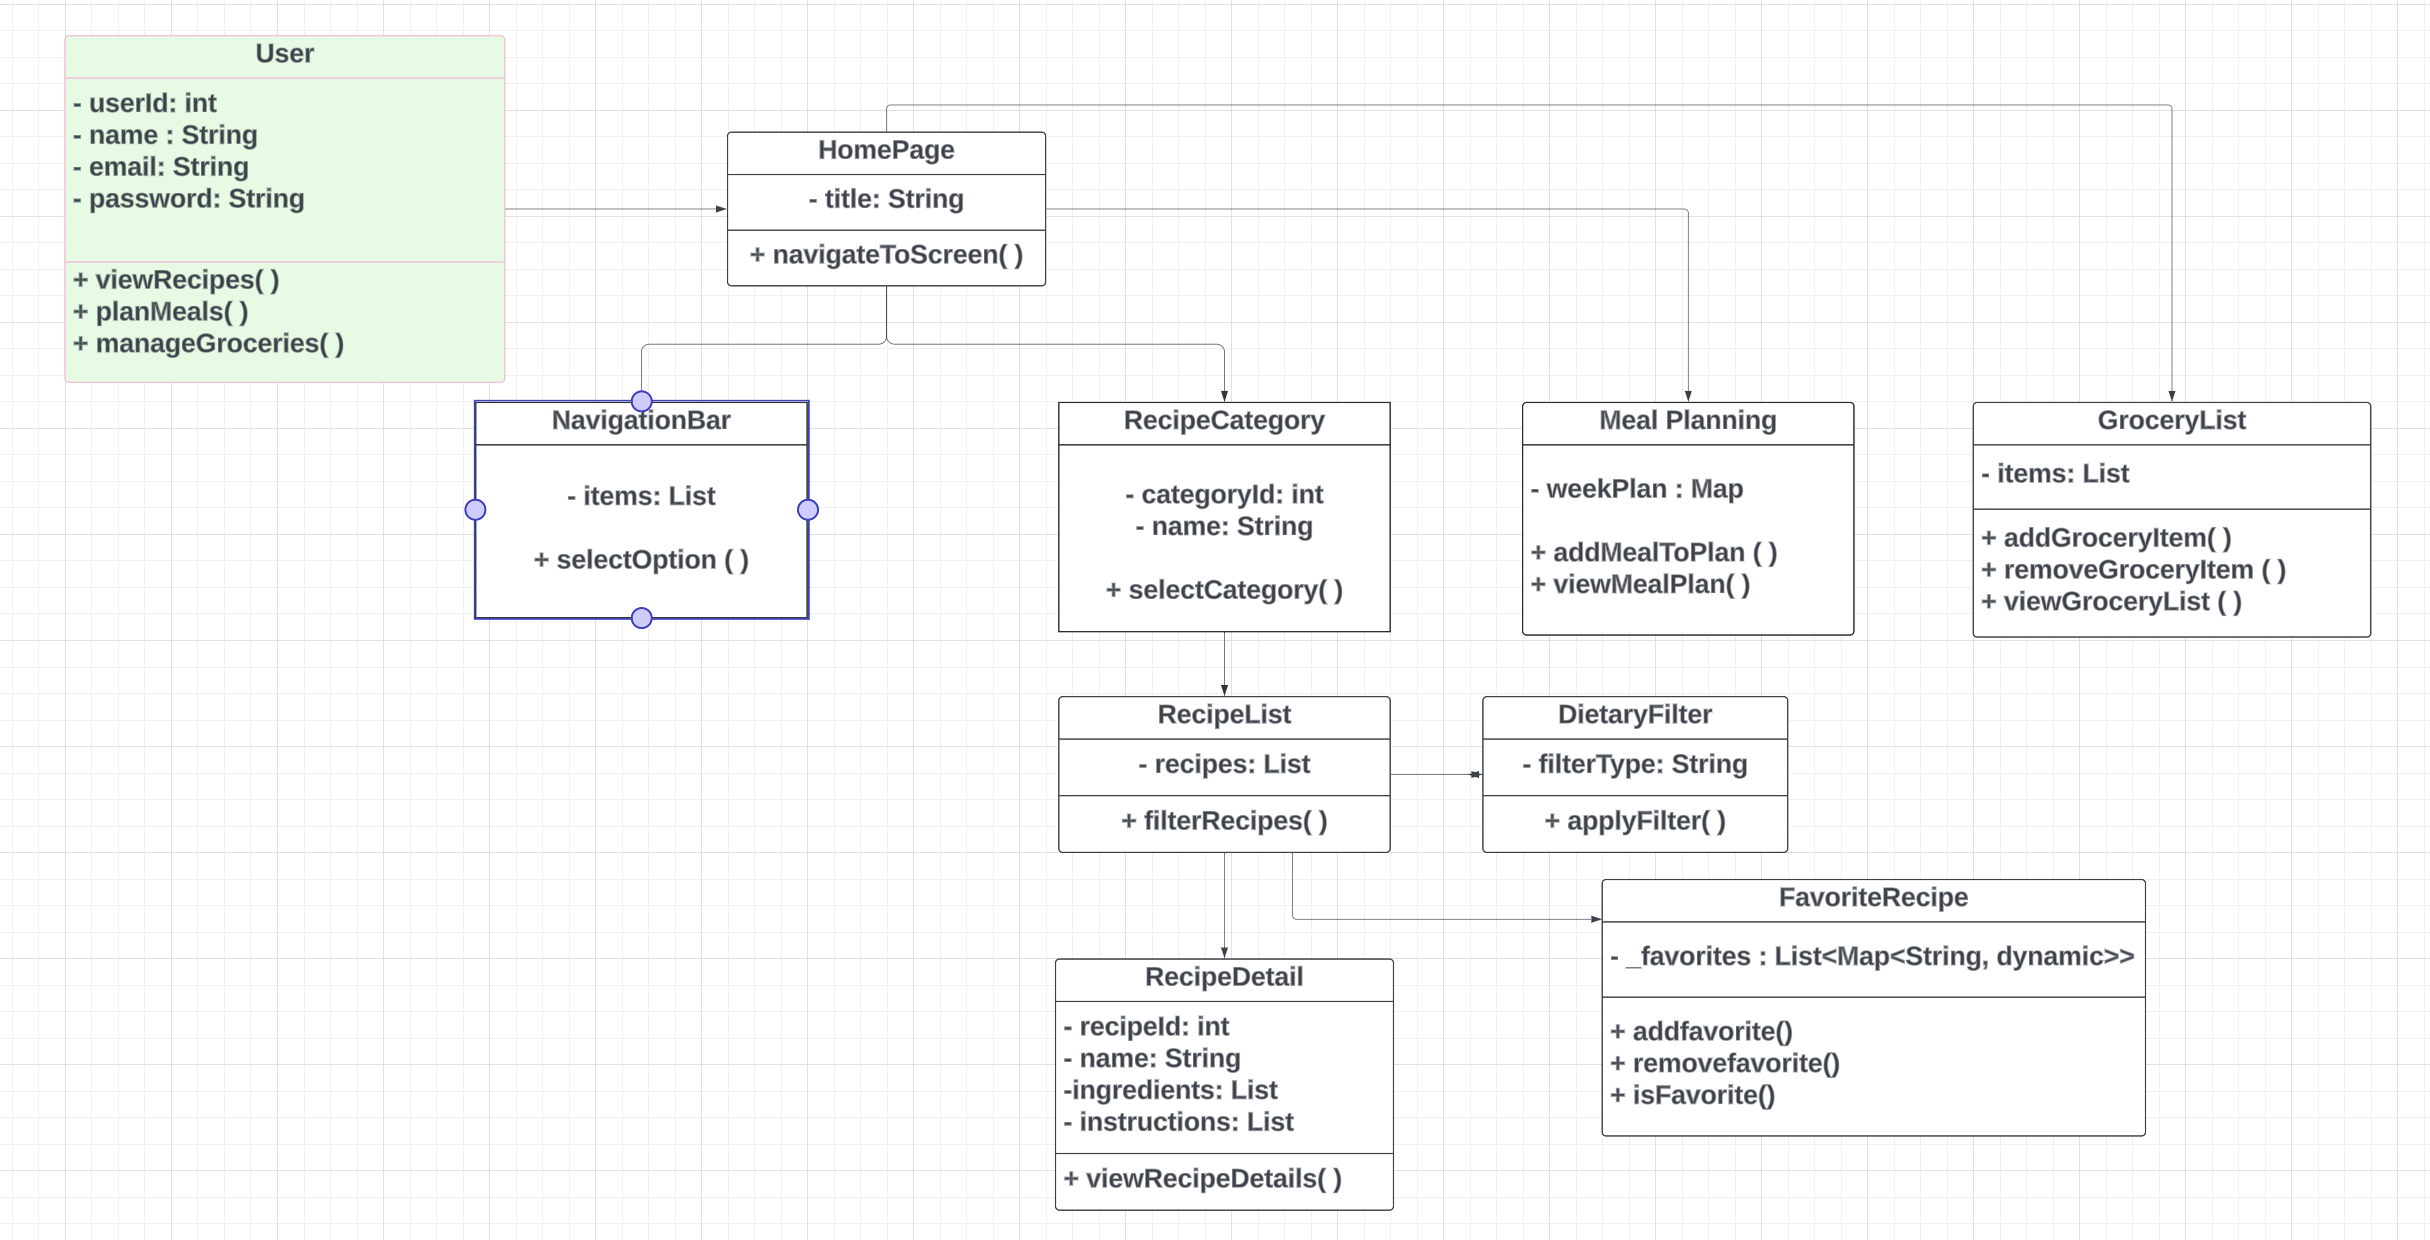 User
- userId: int
- name : String
- email: String
- password: String
+ viewRecipes( )
+ planMeals( )
+ manageGroceries( )
HomePage
- title: String
+ navigateToScreen( )
NavigationBar
- items: List
+ selectOption ( )
RecipeCategory
- categoryId: int
- name: String
+ selectCategory( )
Meal Planning
- weekPlan : Map
+ addMealToPlan ( )
+ viewMealPlan( )
GroceryList
- items: List
+ addGroceryItem( )
+ removeGroceryItem ( )
+ viewGroceryList ( )
RecipeList
- recipes: List
+ filterRecipes( )
DietaryFilter
- filterType: String
+ applyFilter( )
FavoriteRecipe
- _favorites : List<Map<String, dynamic>>
+ addfavorite()
+ removefavorite()
+ isFavorite()
RecipeDetail
- recipeId: int
- name: String
-ingredients: List
- instructions: List
+ viewRecipeDetails( )